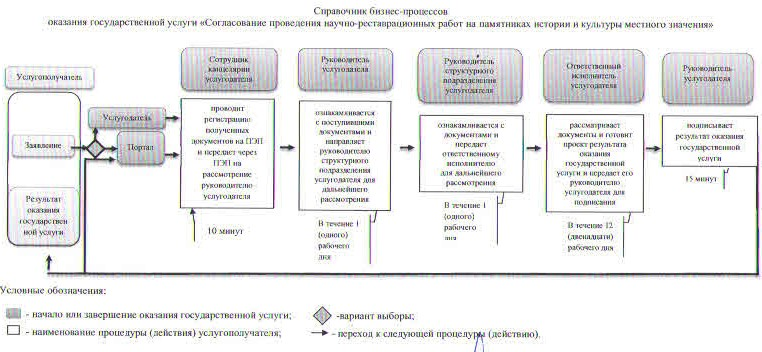 Справочник бизнес-процессов
оказания государственной услуги «Согласование проведения научно-реставрационных работ на памятниках истории и культуры местного значения»
Услугополучатель
Сотрудник
канцелярии
услугодателя
Руководитель
услугодателя
Руководитель
структурного
подразделения
услугодателя
Ответственный
исполнитель
услугодателя
Руководитель
услугодателя
Заявление
Услугодатель
Портал
Результат
оказания
государствен
ной услуги
проводит
регистрацию
полученных
документов на ПЭП
и передает через
ПЭП на
рассмотрение
руководителю
услугодателя
10 минут
ознакамливается
с поступившими
документами и
направляет
руководителю
структурного
подразделения
услугодателя для
дальнейшего
рассмотрения
В течение 1
(одного)
рабочего
дня
ознакамливается с
документами и
передает
ответственному
исполнителю
для дальнейшего
рассмотрения
В течение 1
(одного)
рабочего
дня
рассматривает
документы и готовит
проект результата
оказания
государственной
услуги и передает его
руководителю
услугодателя для
подписания
В течение 12
(двенадцати)
рабочего дня
подписывает
результат оказания
государственной
услуги
15 минут
Условные обозначения:
- начало или завершение оказания государственной услуги;
-вариант выборы;
- наименование процедуры (действия) услугополучателя;
- переход к следующей процедуры (действию).